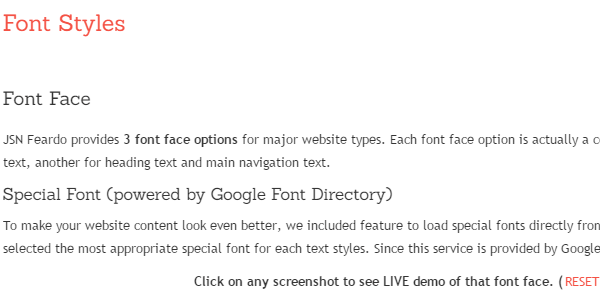 Font Styles
Font Face
JSN Feardo provides 3 font face options for major website types. Each font face option is actually a
text, another for heading text and main navigation text.
Special Font (powered by Google Font Directory)
To make your website content look even better, we included feature to load special fonts directly from
selected the most appropriate special font for each text styles. Since this service is provided by Google
Click on any screenshot to see LIVE demo of that font face. (RESET